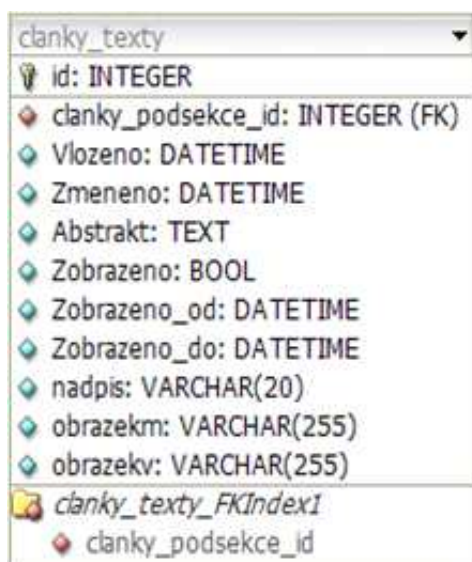 clanky_texty
id: INTEGER
clanky_podsekce_id: INTEGER (FK)
Vlozeno: DATETIME
Zmeneno: DATETIME
Abstrakt: TEXT
Zobrazeno: BOOL
Zobrazeno_od: DATETIME
Zobrazeno_do: DATETIME
nadpis: VARCHAR(20)
obrazekm: VARCHAR(255)
obrazekv: VARCHAR(255)
clanky_texty_FKIndex1
clanky_podsekce_id